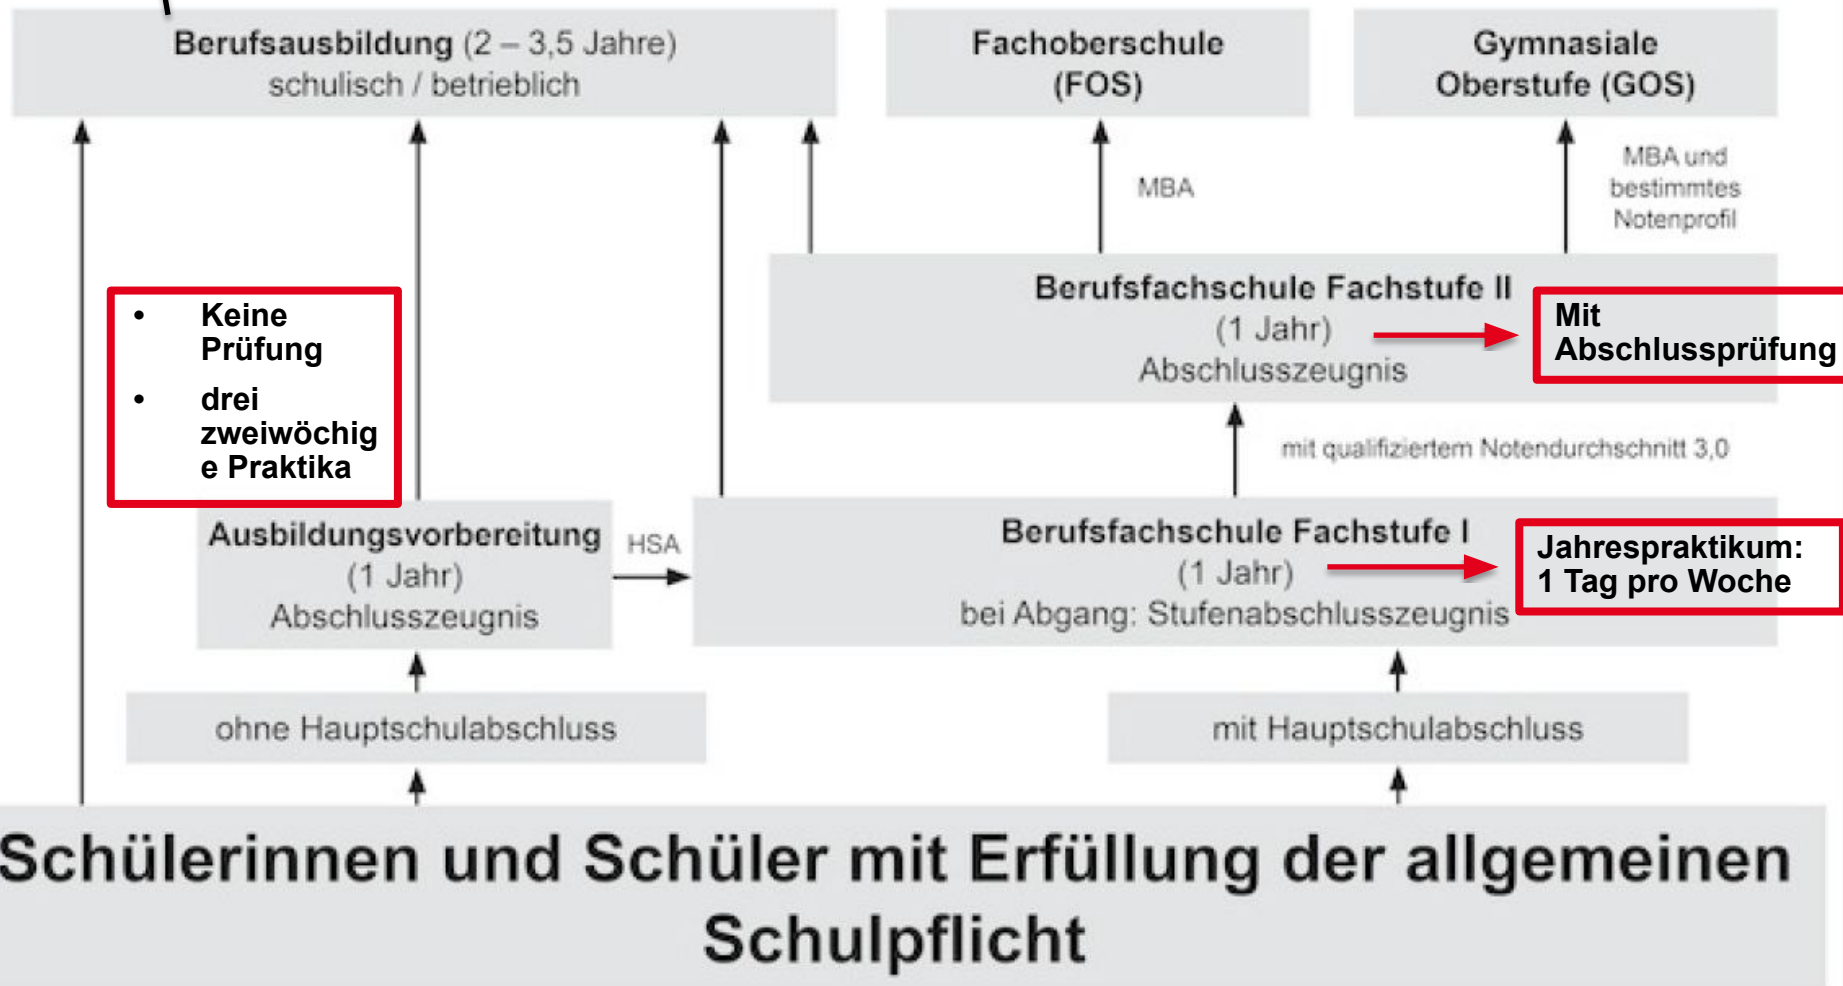 Berufsausbildung (2 – 3,5 Jahre)
schulisch / betrieblich
Fachoberschule
(FOS)
Gymnasiale
Oberstufe (GOS)
MBA
MBA und
bestimmtes
Notenprofil
• Keine
Prüfung
• drei
zweiwöchig
e Praktika
Berufsfachschule Fachstufe II
(1 Jahr)
Abschlusszeugnis
Mit
Abschlussprüfung
mit qualifiziertem Notendurchschnitt 3,0
Ausbildungsvorbereitung
(1 Jahr)
Abschlusszeugnis
HSA
Berufsfachschule Fachstufe I
(1 Jahr)
bei Abgang: Stufenabschlusszeugnis
Jahrespraktikum:
1 Tag pro Woche
ohne Hauptschulabschluss
mit Hauptschulabschluss
Schülerinnen und Schüler mit Erfüllung der allgemeinen
Schulpflicht